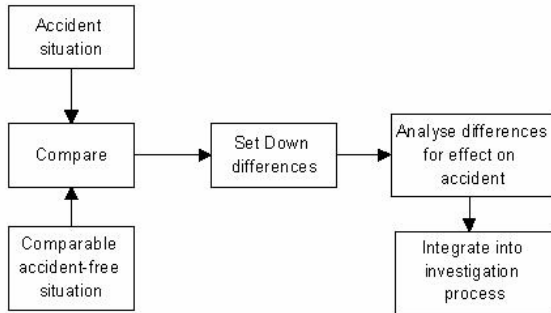 Accident
situation
Compare
Comparable
accident-free
situation
Set Down
differences
Analyse differences
for effect on
accident
Integrate into
investigation
process